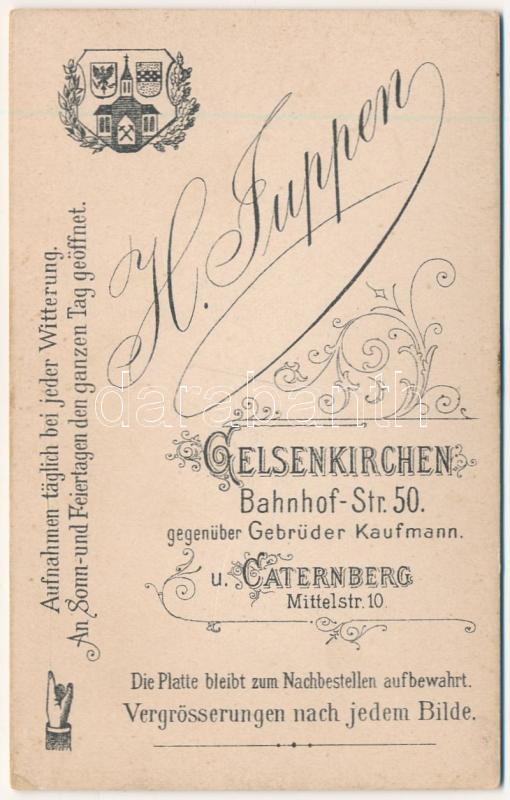 H. Juppen
Aufnahmen täglich bei jeder Witterung.
An Sonn- und Feiertagen den ganzen Tag geöffnet.
GELSENKIRCHEN
Bahnhof-Str. 50.
gegenüber Gebrüder Kaufmann.
u. CATERNBERG
Mittelstr. 10.
Die Platte bleibt zum Nachbestellen aufbewahrt.
Vergrösserungen nach jedem Bilde.
darabanth